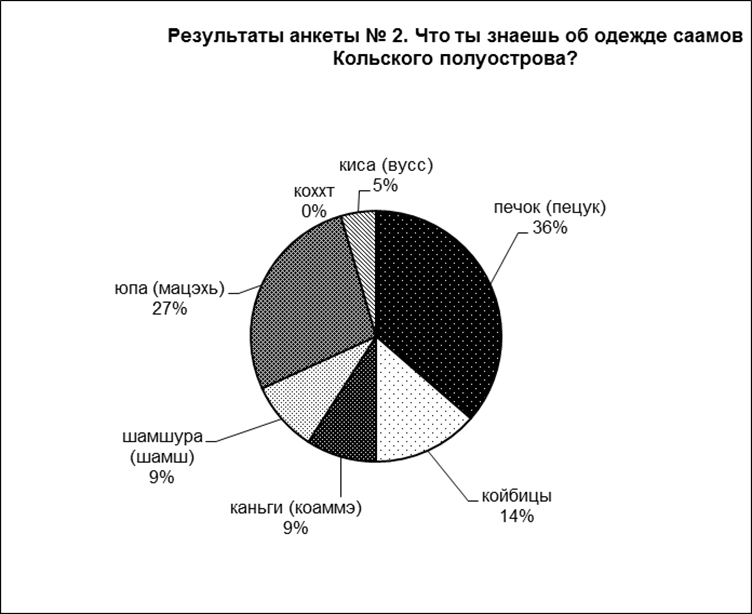 Результаты анкеты № 2. Что ты знаешь об одежде саамов
Кольского полуострова?
киса (вусс)
5%
коххт
0%
печок (пецук)
36%
юпа (мацэхь)
27%
шамшура
(шамш)
9%
каньги (коаммэ)
9%
койбицы
14%